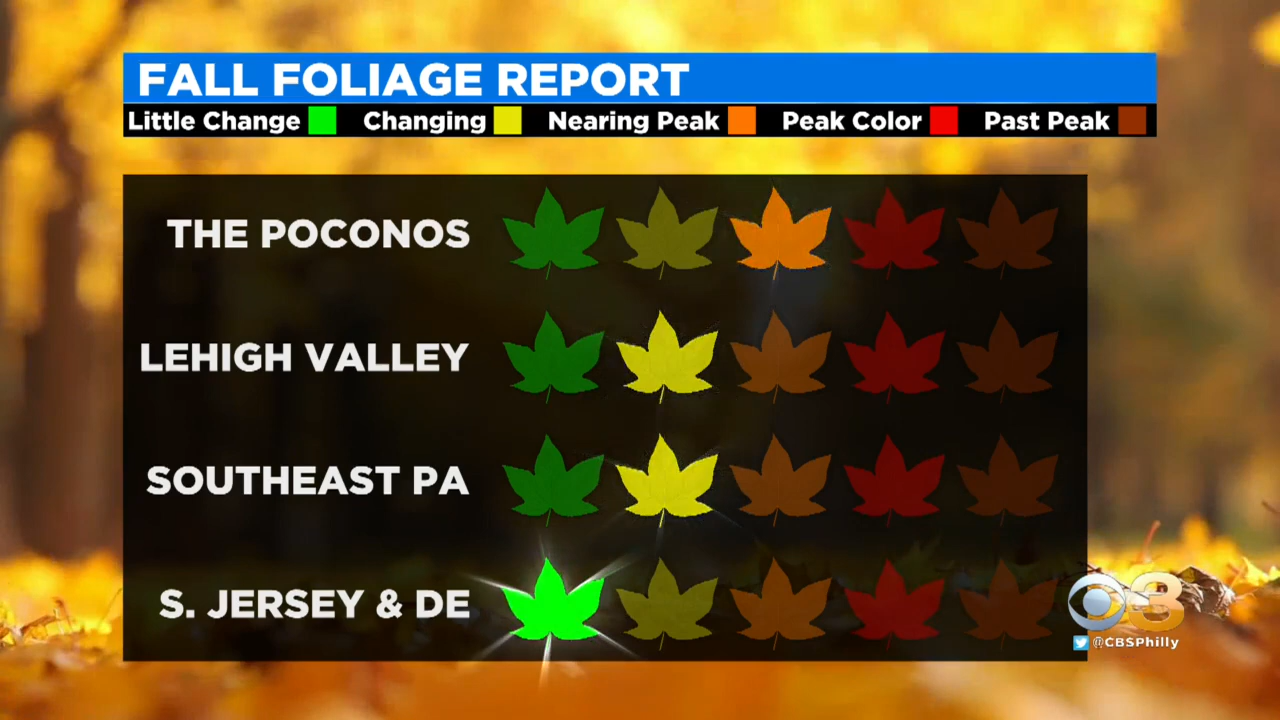 FALL FOLIAGE REPORT
Little Change Changing Nearing Peak Peak Color Past Peak
THE POCONOS
LEHIGH VALLEY
SOUTHEAST PA
S. JERSEY & DE
3
@CBSPhilly